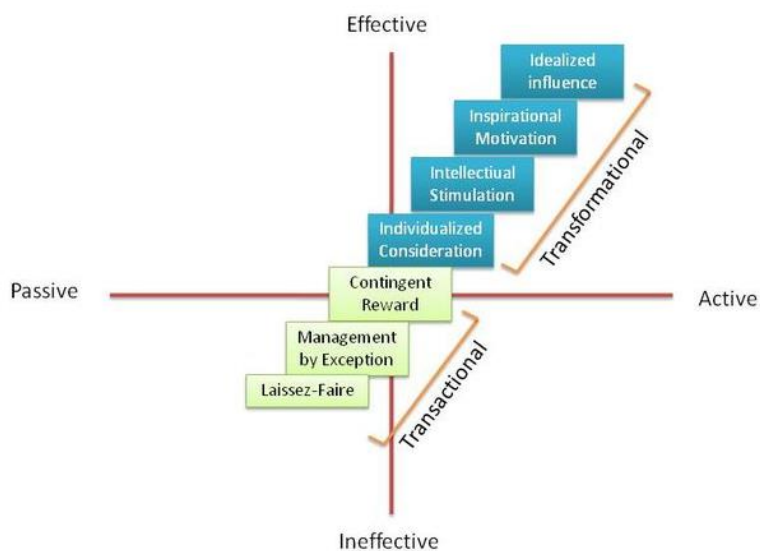 Effective
Idealized
influence
Inspirational
Motivation
Intellectiual
Stimulation
Individualized
Consideration
Transformational
Contingent
Reward
Passive
Active
Management
by Exception
Laissez-Faire
Transactional
Ineffective